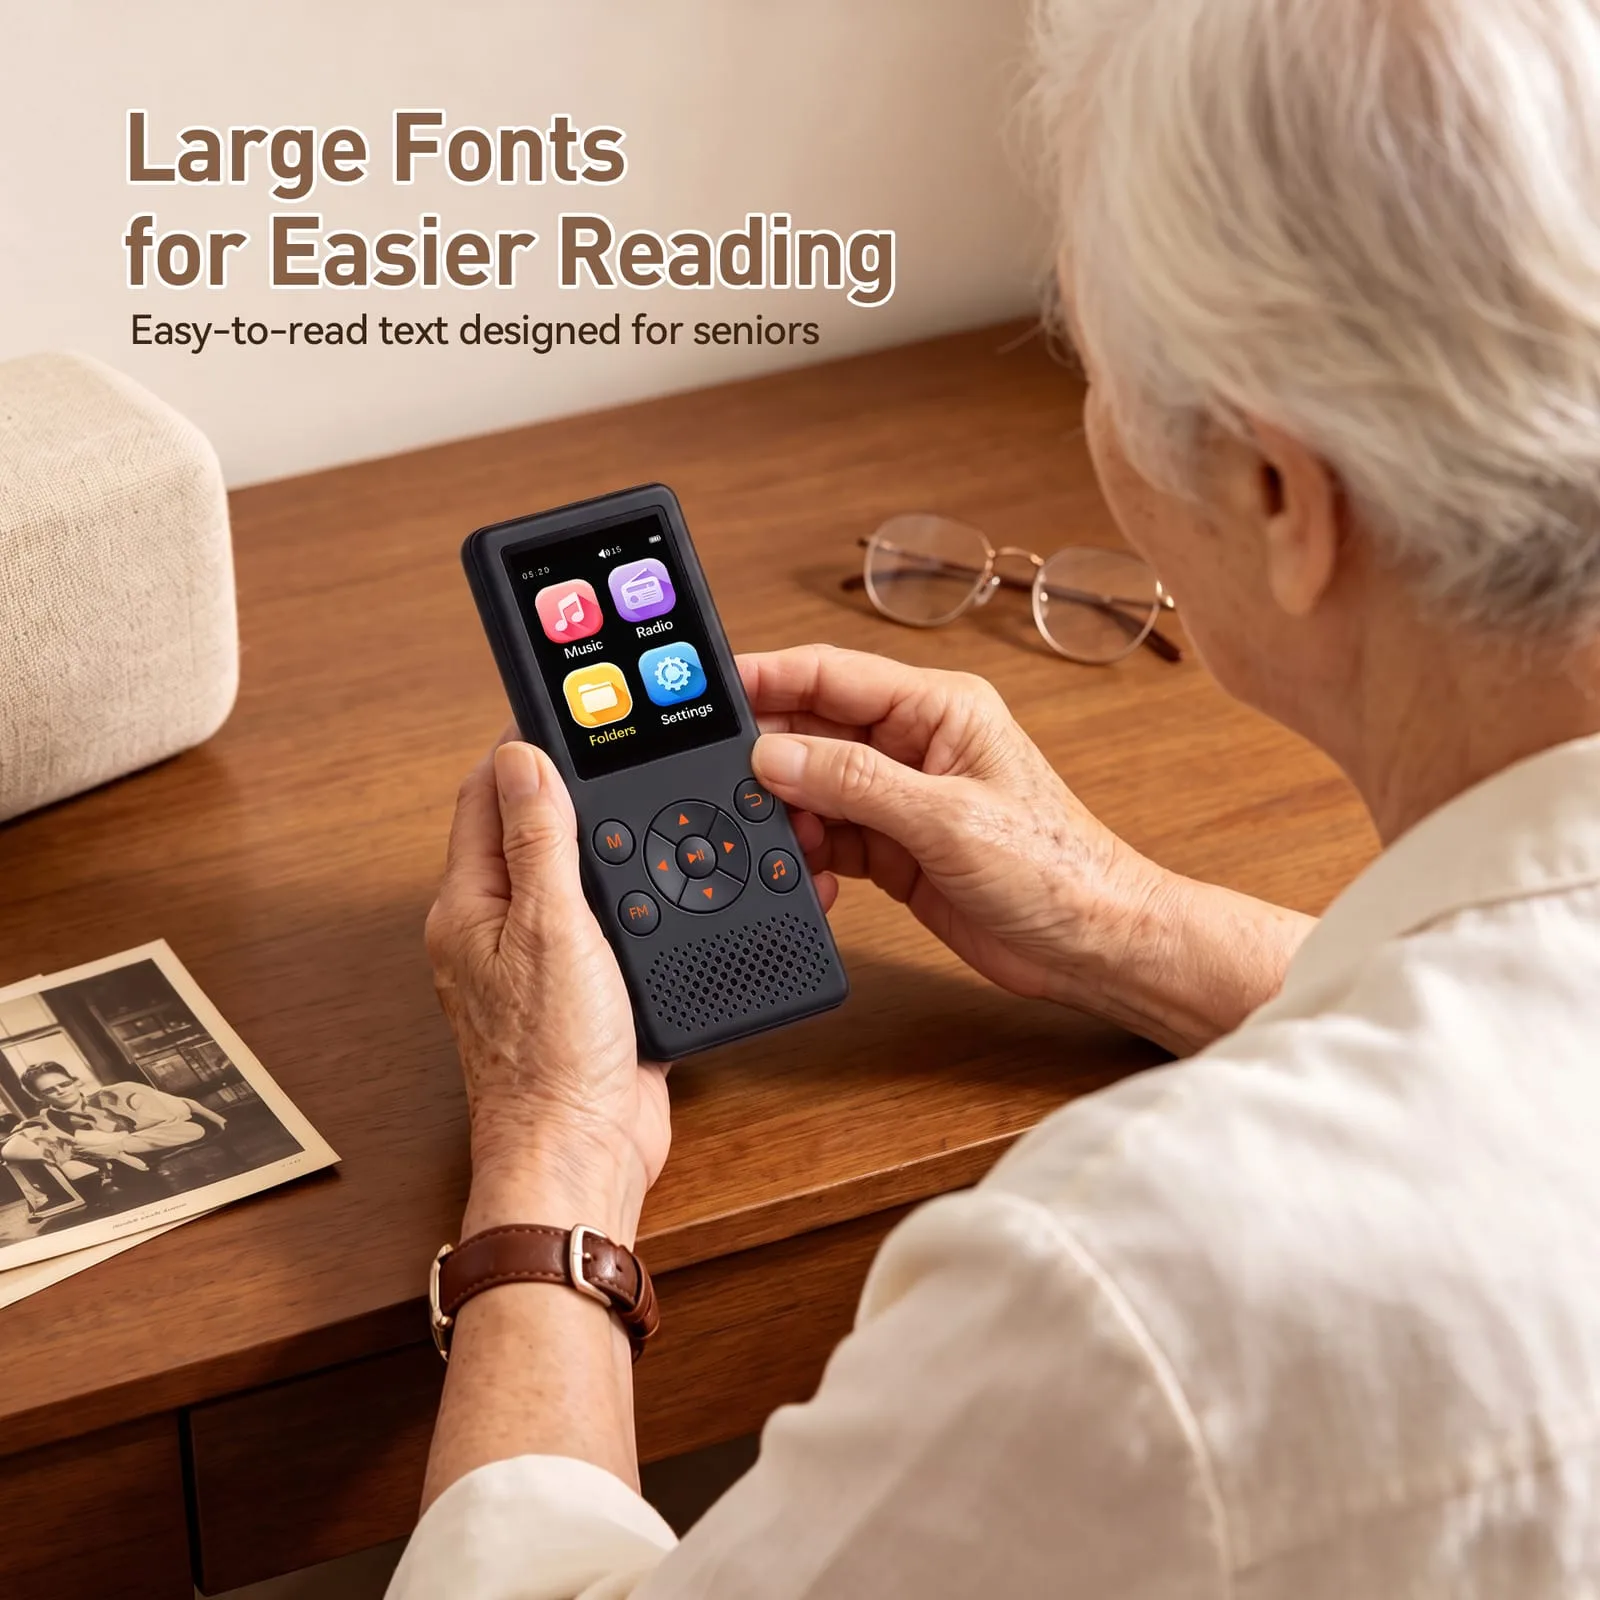 Large Fonts
for Easier Reading
Easy-to-read text designed for seniors
05:20
15
Music
Radio
Folders
Settings
M
FM